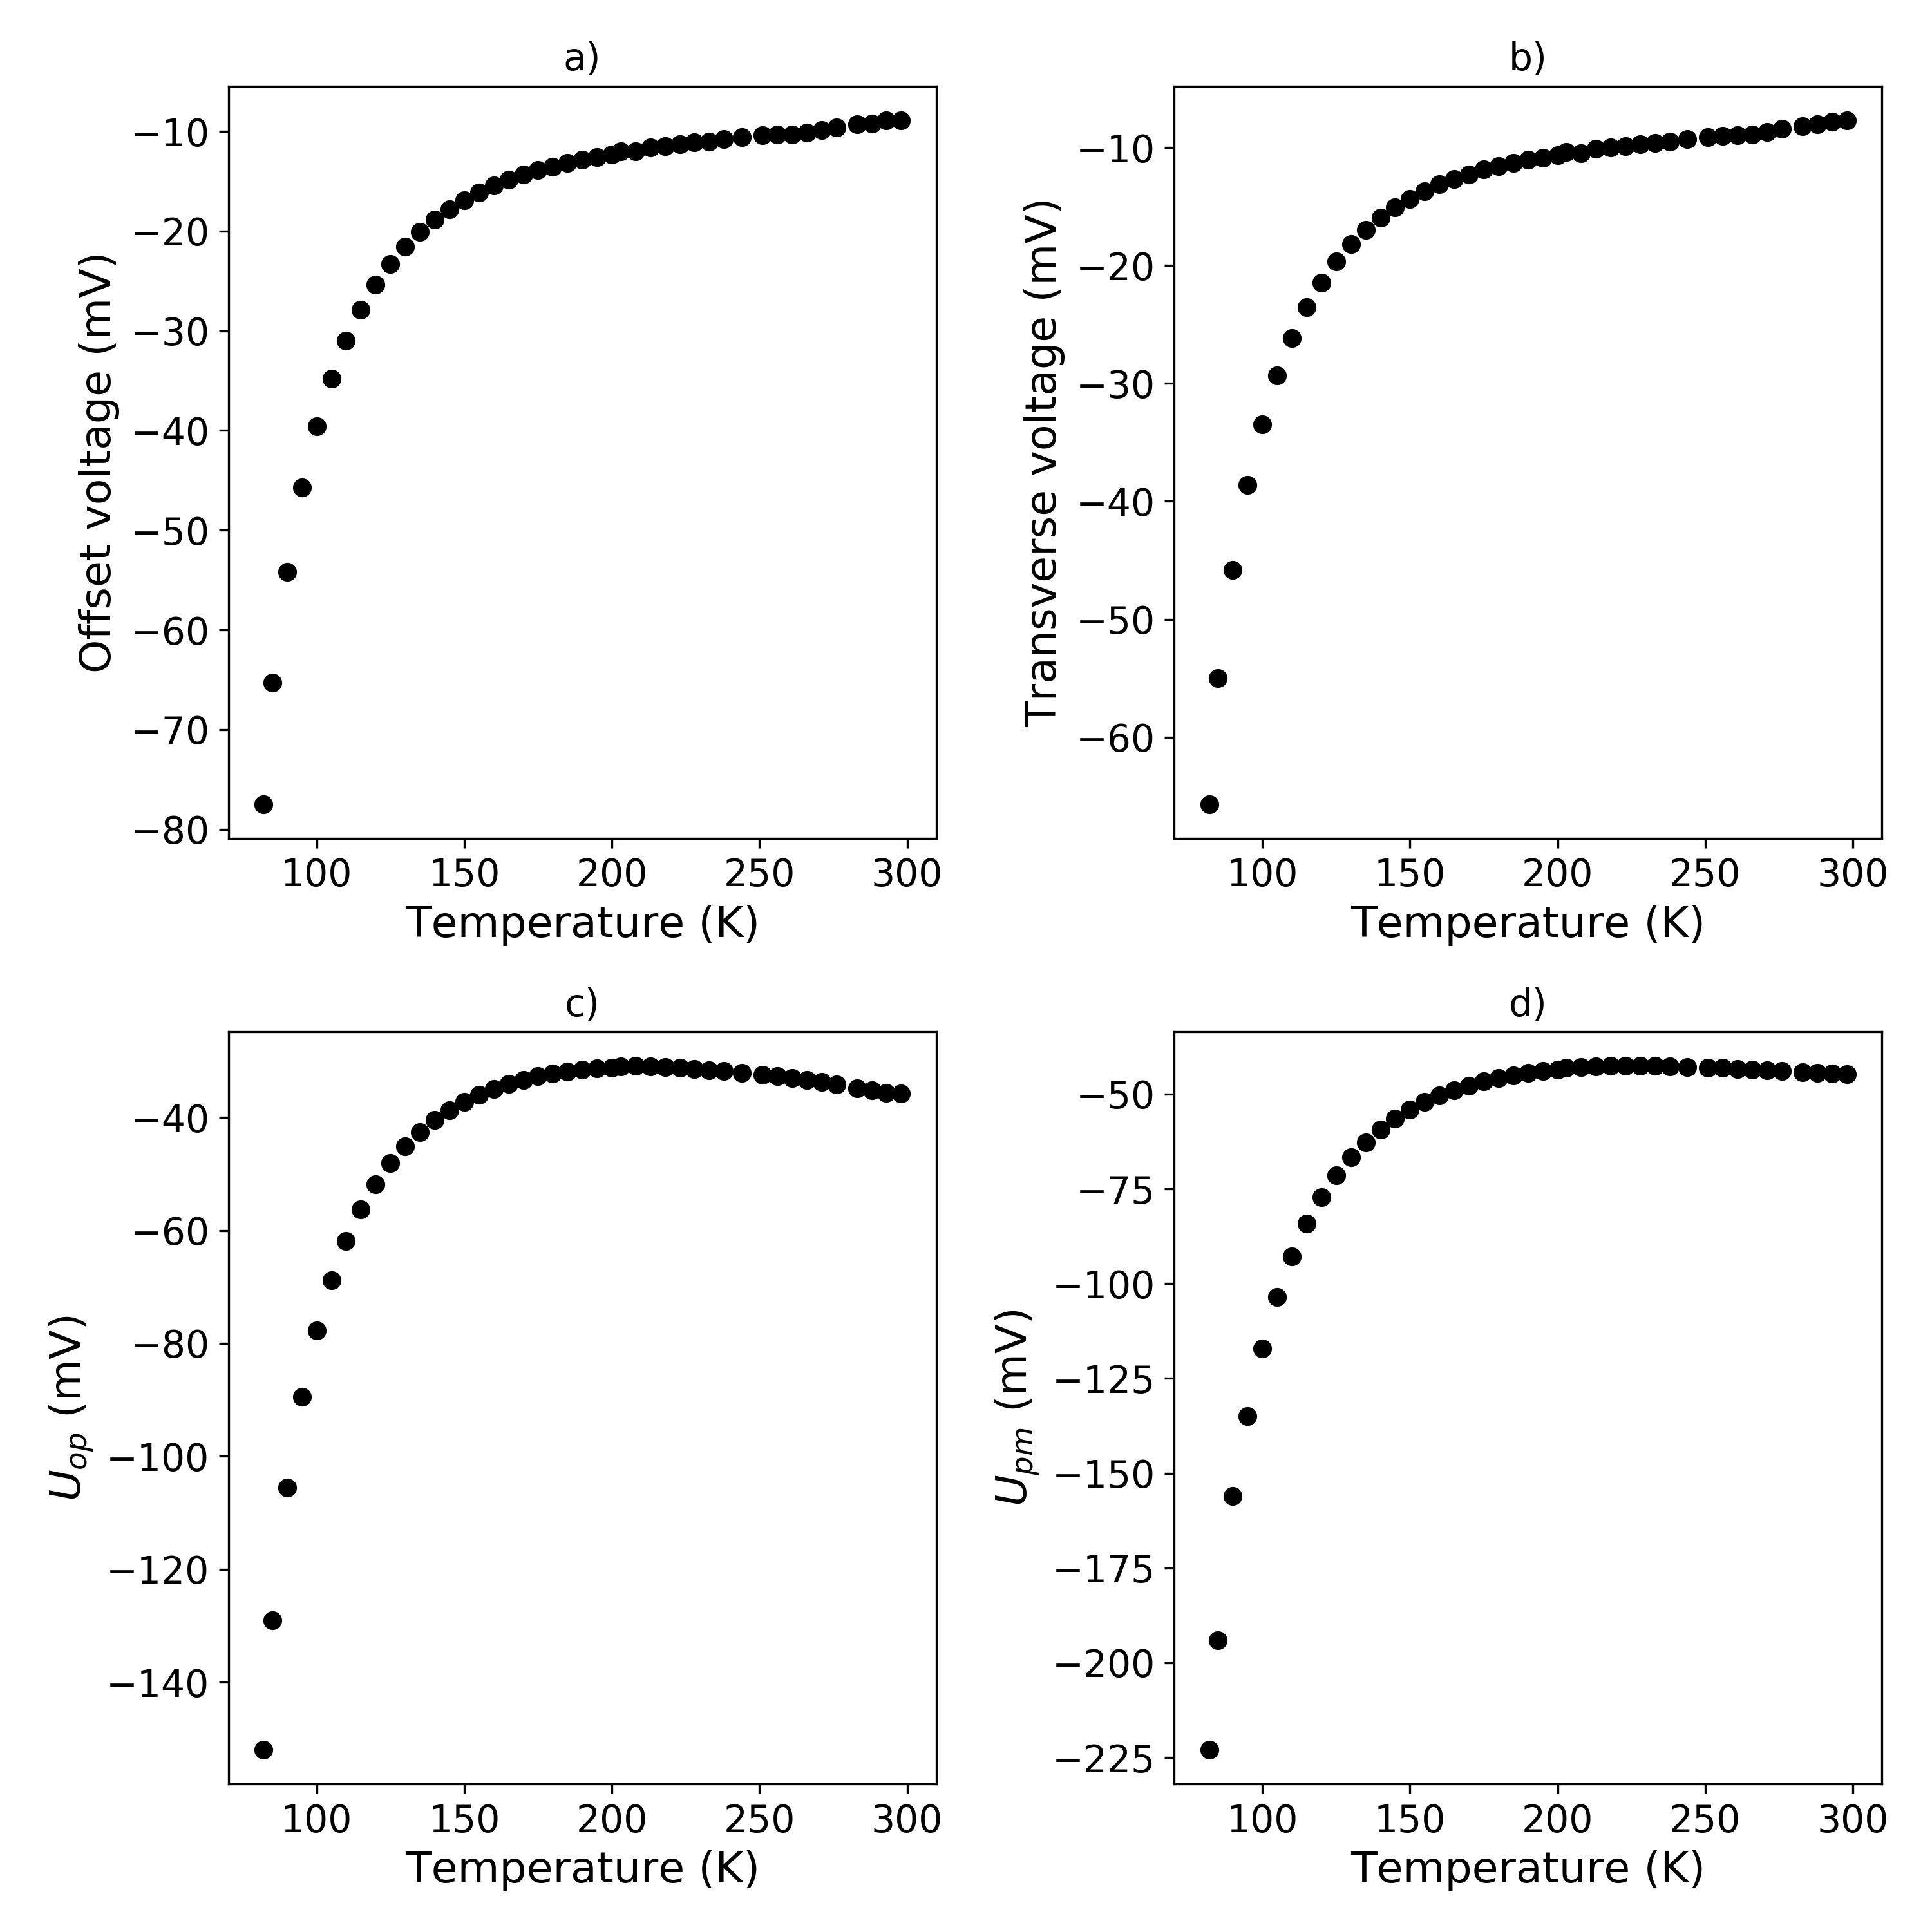 a)
−10
−20
−30
−40
−50
−60
−70
−80
Offset voltage (mV)
100 150 200 250 300
Temperature (K)
b)
−10
−20
−30
−40
−50
−60
Transverse voltage (mV)
100 150 200 250 300
Temperature (K)
c)
−40
−60
−80
−100
−120
−140
Uop (mV)
100 150 200 250 300
Temperature (K)
d)
−50
−75
−100
−125
−150
−175
−200
−225
Upm (mV)
100 150 200 250 300
Temperature (K)